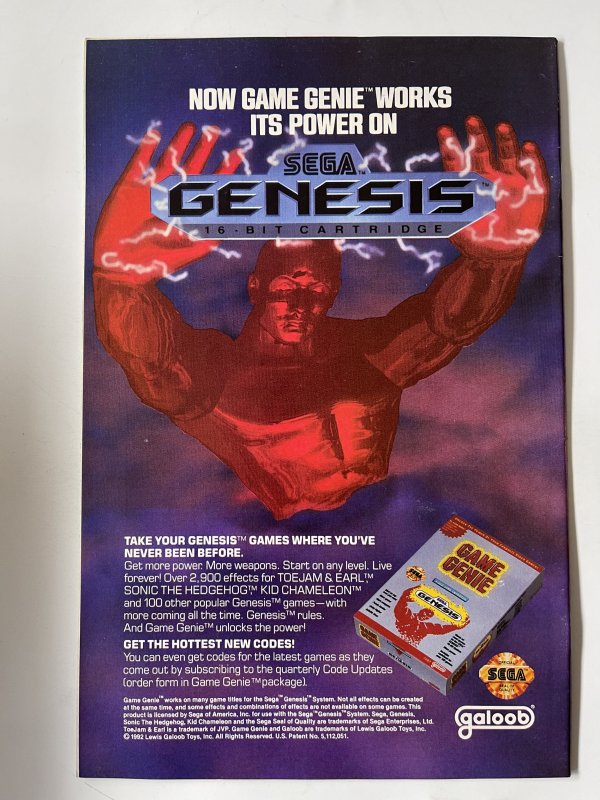 NOW GAME GENIE™ WORKS
ITS POWER ON
SEGA™
GENESIS™
16-BIT CARTRIDGE
TAKE YOUR GENESIS™ GAMES WHERE YOU'VE
NEVER BEEN BEFORE.
Get more power. More weapons. Start on any level. Live
forever! Over 2,900 effects for TOEJAM & EARL,™
SONIC THE HEDGEHOG,™ KID CHAMELEON™
and 100 other popular Genesis™ games—with
more coming all the time. Genesis™ rules.
And Game Genie™ unlocks the power!
GET THE HOTTEST NEW CODES!
You can even get codes for the latest games as they
come out by subscribing to the quarterly Code Updates
(order form in Game Genie™ package).
Game Genie™ works on many game titles for the Sega™ Genesis™ System. Not all effects can be created
at the same time, and some effects and combinations of effects are not available on some games. This
product is licensed by Sega of America, Inc. for use with the Sega™ Genesis™ System. Sega, Genesis,
Sonic The Hedgehog, Kid Chameleon and the Sega Seal of Quality are trademarks of Sega Enterprises, Ltd.
ToeJam & Earl is a trademark of JVP. Game Genie and Galoob are trademarks of Lewis Galoob Toys, Inc.
© 1992 Lewis Galoob Toys, Inc. All Rights Reserved. U.S. Patent No. 5,112,051.
GAME
GENIE
GENESIS
OFFICIAL
SEGA
SEAL OF
QUALITY
galoob®